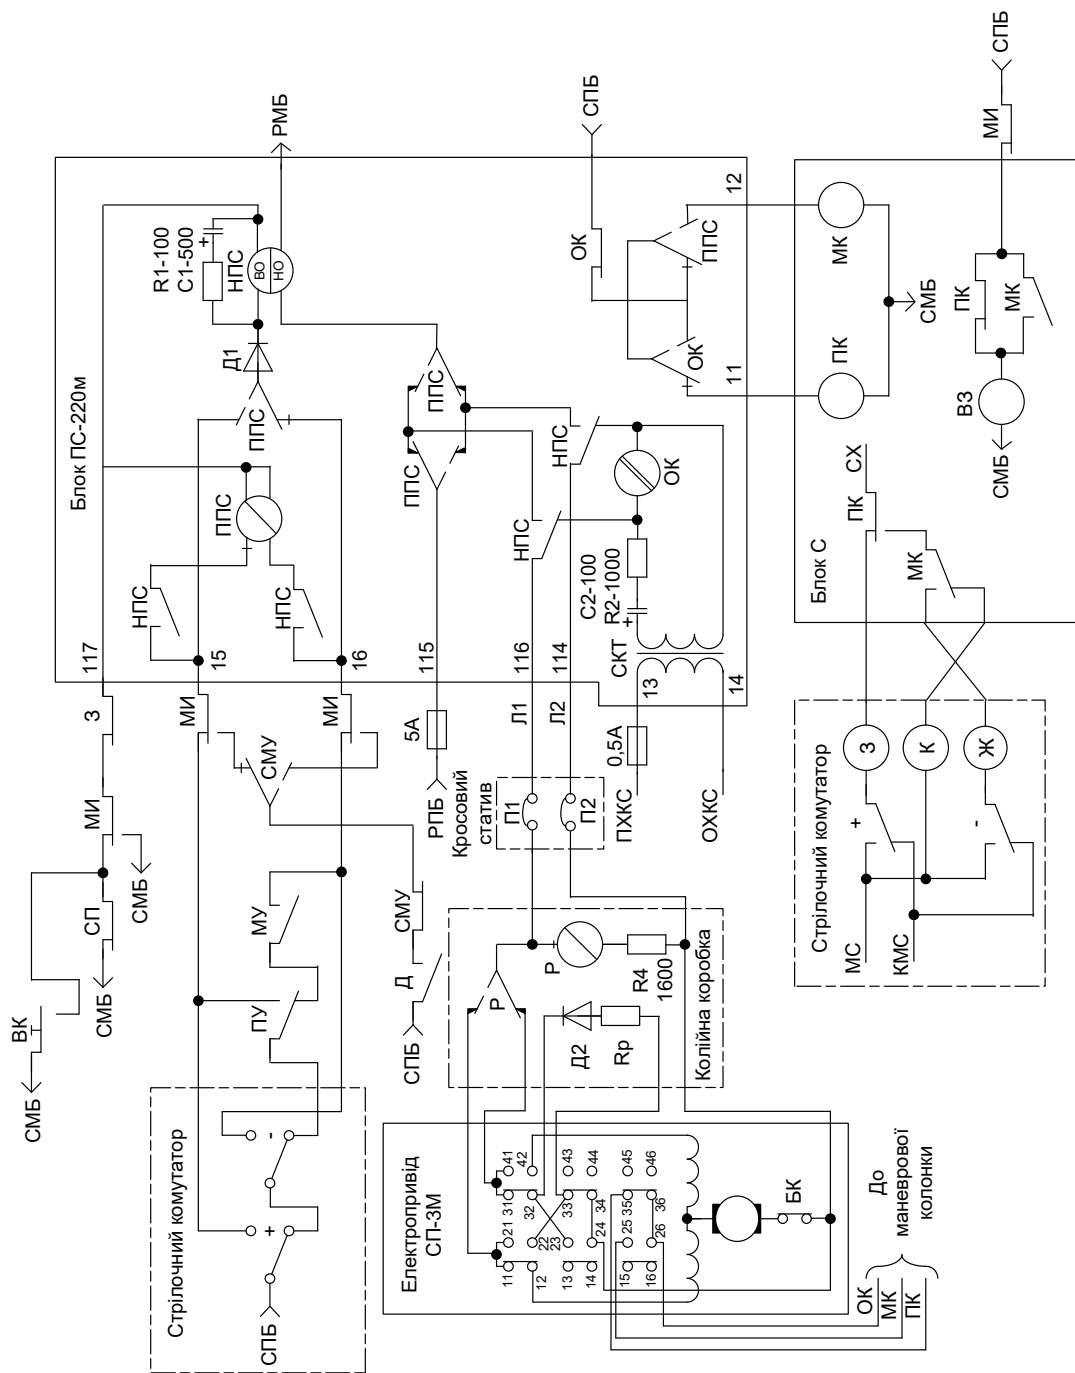 СМБ
ВК
СМБ
СП
МИ
З
117
СМБ
Блок ПС-220м
R1-100
C1-500
НПС
ВО
НО
РМБ
Д1
ППС
ППС
НПС
НПС
15
16
МИ
МИ
СМУ
МУ
ПУ
Стрілочний комутатор
+
-
СПБ
СПБ
Д
СМУ
РПБ
5А
115
ППС
ППС
Кросовий
статив
П1
П2
Л1
Л2
116
114
НПС
НПС
ОК
C2-100
R2-1000
+
+
СКТ
13
14
0,5А
ПХКС
ОХКС
ОК
СПБ
ОК
ППС
11
12
Колійна коробка
Р
Р
R4
1600
Д2
Rр
Електропривід
СП-3М
11
21
31
41
12
22
32
42
13
23
33
43
14
24
34
44
15
25
35
45
16
26
36
46
БК
До
маневрової
колонки
ОК
МК
ПК
Стрілочний комутатор
МС
КМС
+
-
З
К
Ж
Блок С
ПК
СХ
МК
ПК
МК
СМБ
СМБ
ВЗ
ПК
МК
МИ
СПБ